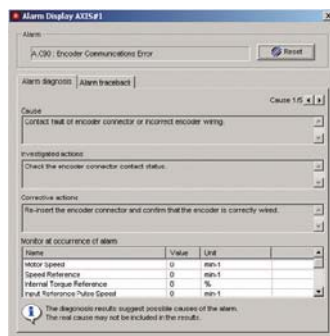 Alarm Display AXIS#1
Alarm
A.C90 : Encoder Communications Error
Reset
Alarm diagnosis
Alarm traceback
Cause 1/5
Cause
Contact fault of encoder connector or incorrect encoder wiring.
Investigated actions
Check the encoder connector contact status.
Corrective actions
Re-insert the encoder connector and confirm that the encoder is correctly wired.
Monitor at occurrence of alarm
Name Value Unit
Motor Speed 0 min-1
Speed Reference 0 min-1
Internal Torque Reference 0 %
Input Reference Pulse Speed 0 min-1
The diagnosis results suggest possible causes of the alarm.
The real cause may not be included in the results.